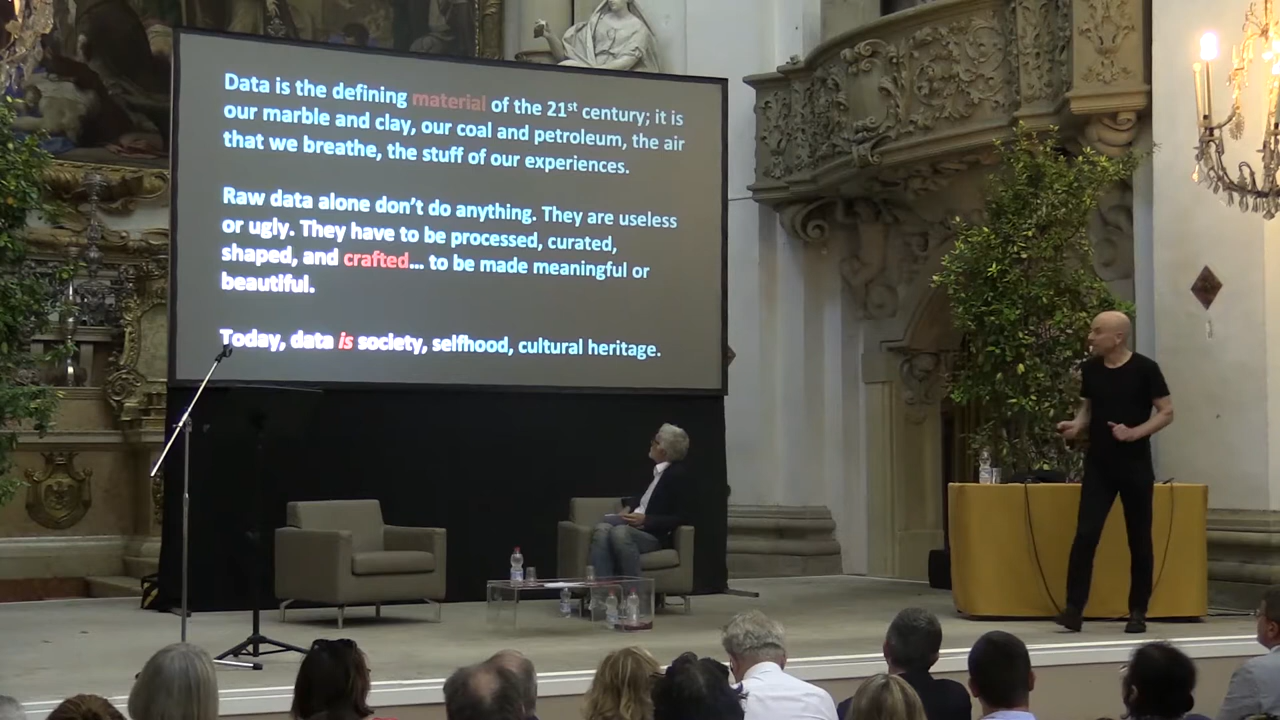 Data is the defining material of the 21st century; it is
our marble and clay, our coal and petroleum, the air
that we breathe, the stuff of our experiences.
Raw data alone don't do anything. They are useless
or ugly. They have to be processed, curated,
shaped, and crafted... to be made meaningful or
beautiful.
Today, data is society, selfhood, cultural heritage.